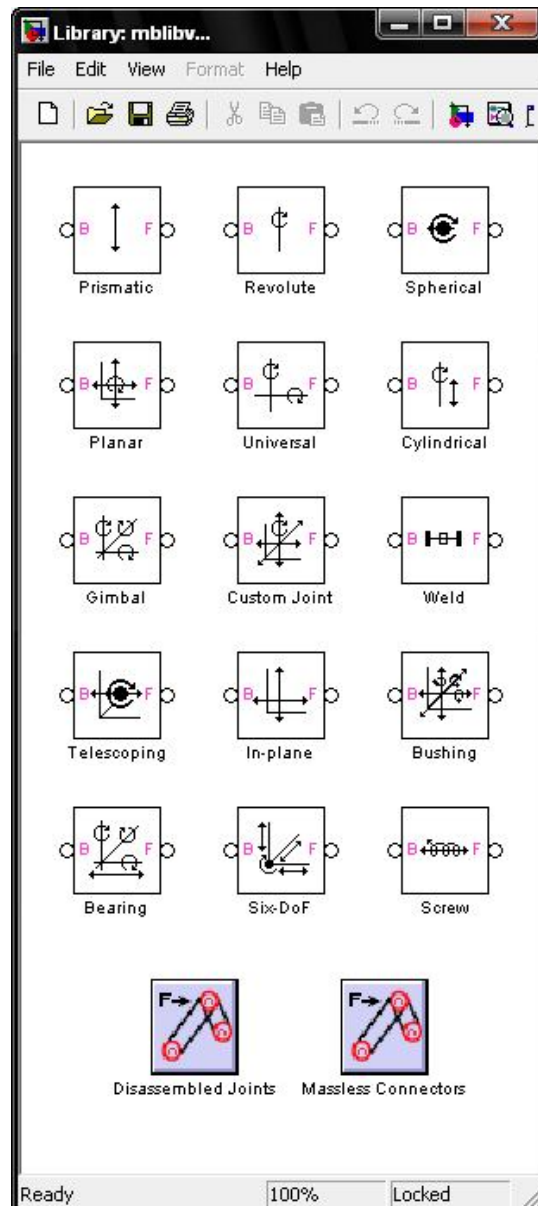 Library: mblibv...
File Edit View Format Help
B F B F B F
Prismatic Revolute Spherical
B F B F B F
Planar Universal Cylindrical
B F B F B F
Gimbal Custom Joint Weld
B F B F B F
Telescoping In-plane Bushing
B F B F B F
Bearing Six-DoF Screw
F F
Disassembled Joints Massless Connectors
Ready 100% Locked